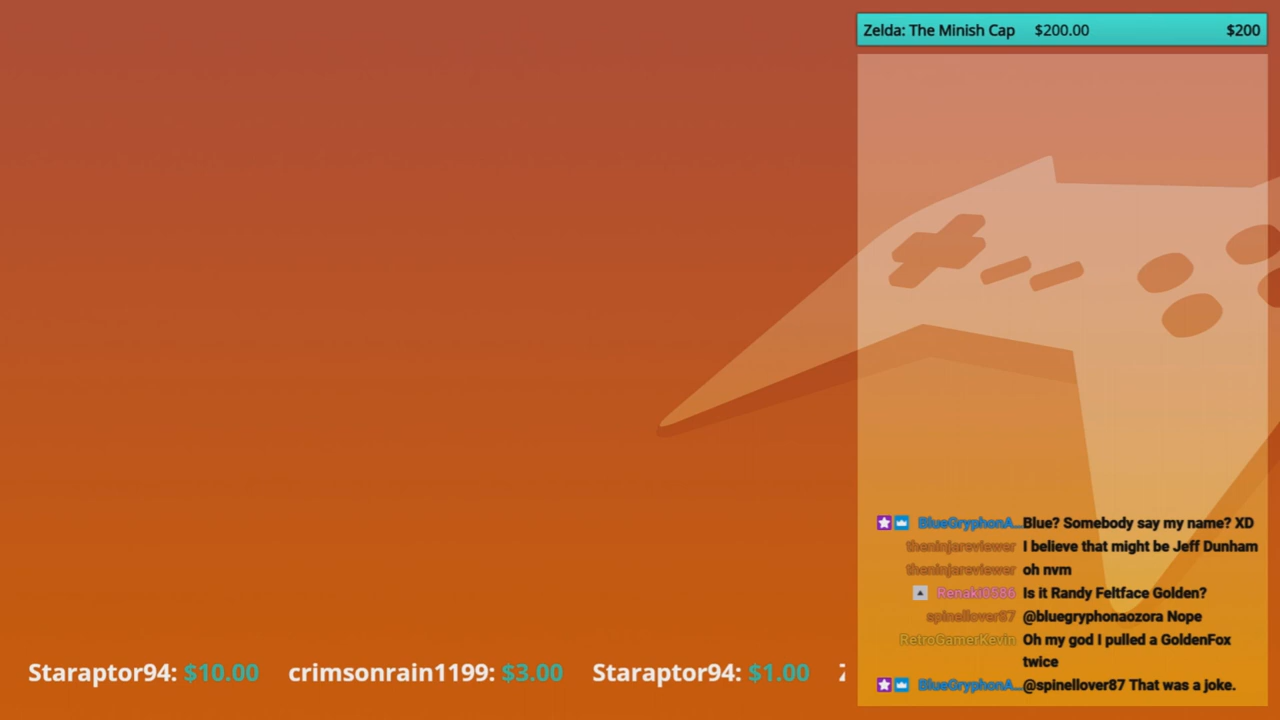 Zelda: The Minish Cap $200.00 $200
BlueGryphonA... Blue? Somebody say my name? XD
theninjareviewer I believe that might be Jeff Dunham
theninjareviewer oh nvm
Renaki0586 Is it Randy Feltface Golden?
spinellover87 @bluegryphonaozora Nope
RetroGamerKevin Oh my god I pulled a GoldenFox
twice
BlueGryphonA... @spinellover87 That was a joke.
Staraptor94: $10.00 crimsonrain1199: $3.00 Staraptor94: $1.00